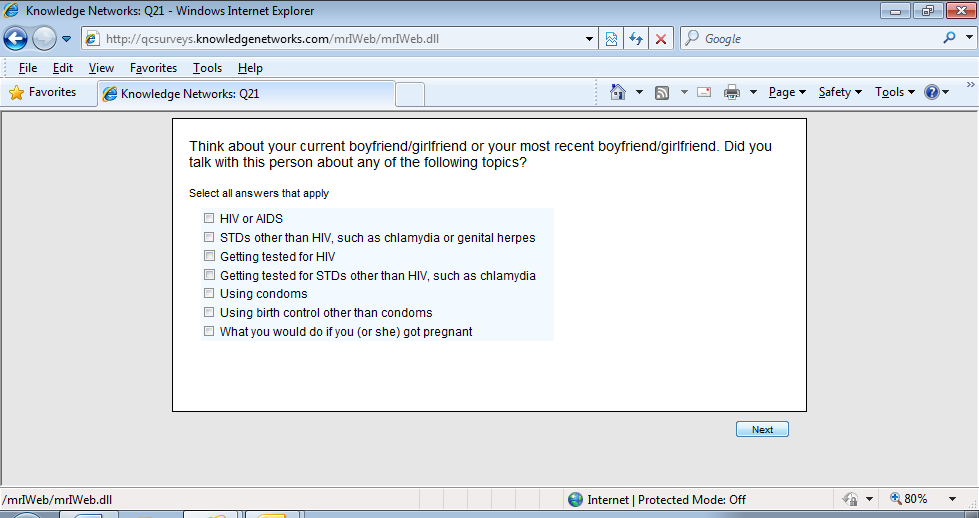 Knowledge Networks: Q21 - Windows Internet Explorer
http://qcsurveys.knowledgenetworks.com/mrIWeb/mrIWeb.dll
Google
File Edit View Favorites Tools Help
Favorites
Knowledge Networks: Q21
Page Safety Tools
Think about your current boyfriend/girlfriend or your most recent boyfriend/girlfriend. Did you
talk with this person about any of the following topics?
Select all answers that apply
HIV or AIDS
STDs other than HIV, such as chlamydia or genital herpes
Getting tested for HIV
Getting tested for STDs other than HIV, such as chlamydia
Using condoms
Using birth control other than condoms
What you would do if you (or she) got pregnant
Next
/mrIWeb/mrIWeb.dll
Internet | Protected Mode: Off
80%